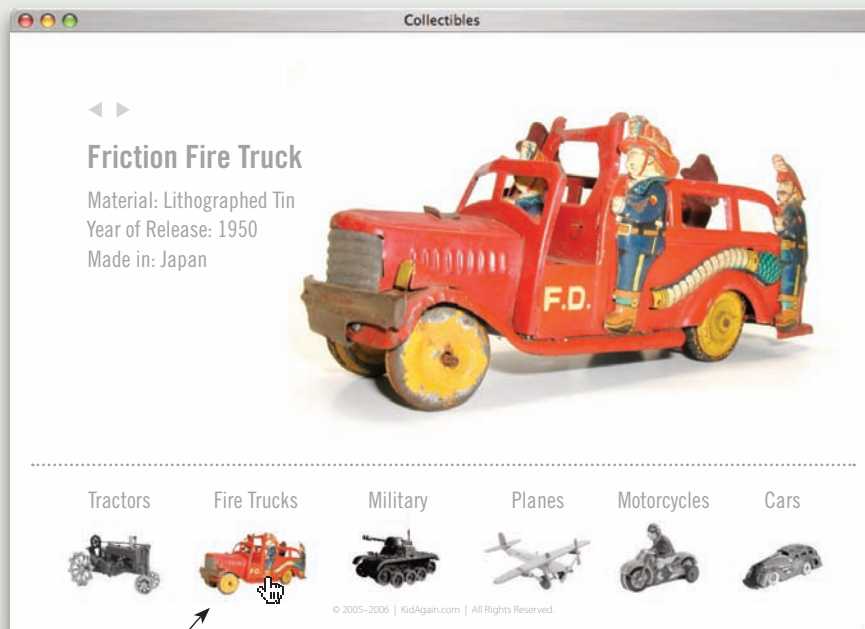 Collectibles
Friction Fire Truck
Material: Lithographed Tin
Year of Release: 1950
Made in: Japan
F.D.
Tractors Fire Trucks Military Planes Motorcycles Cars
F.D.
© 2005–2006 | KidAgain.com | All Rights Reserved.